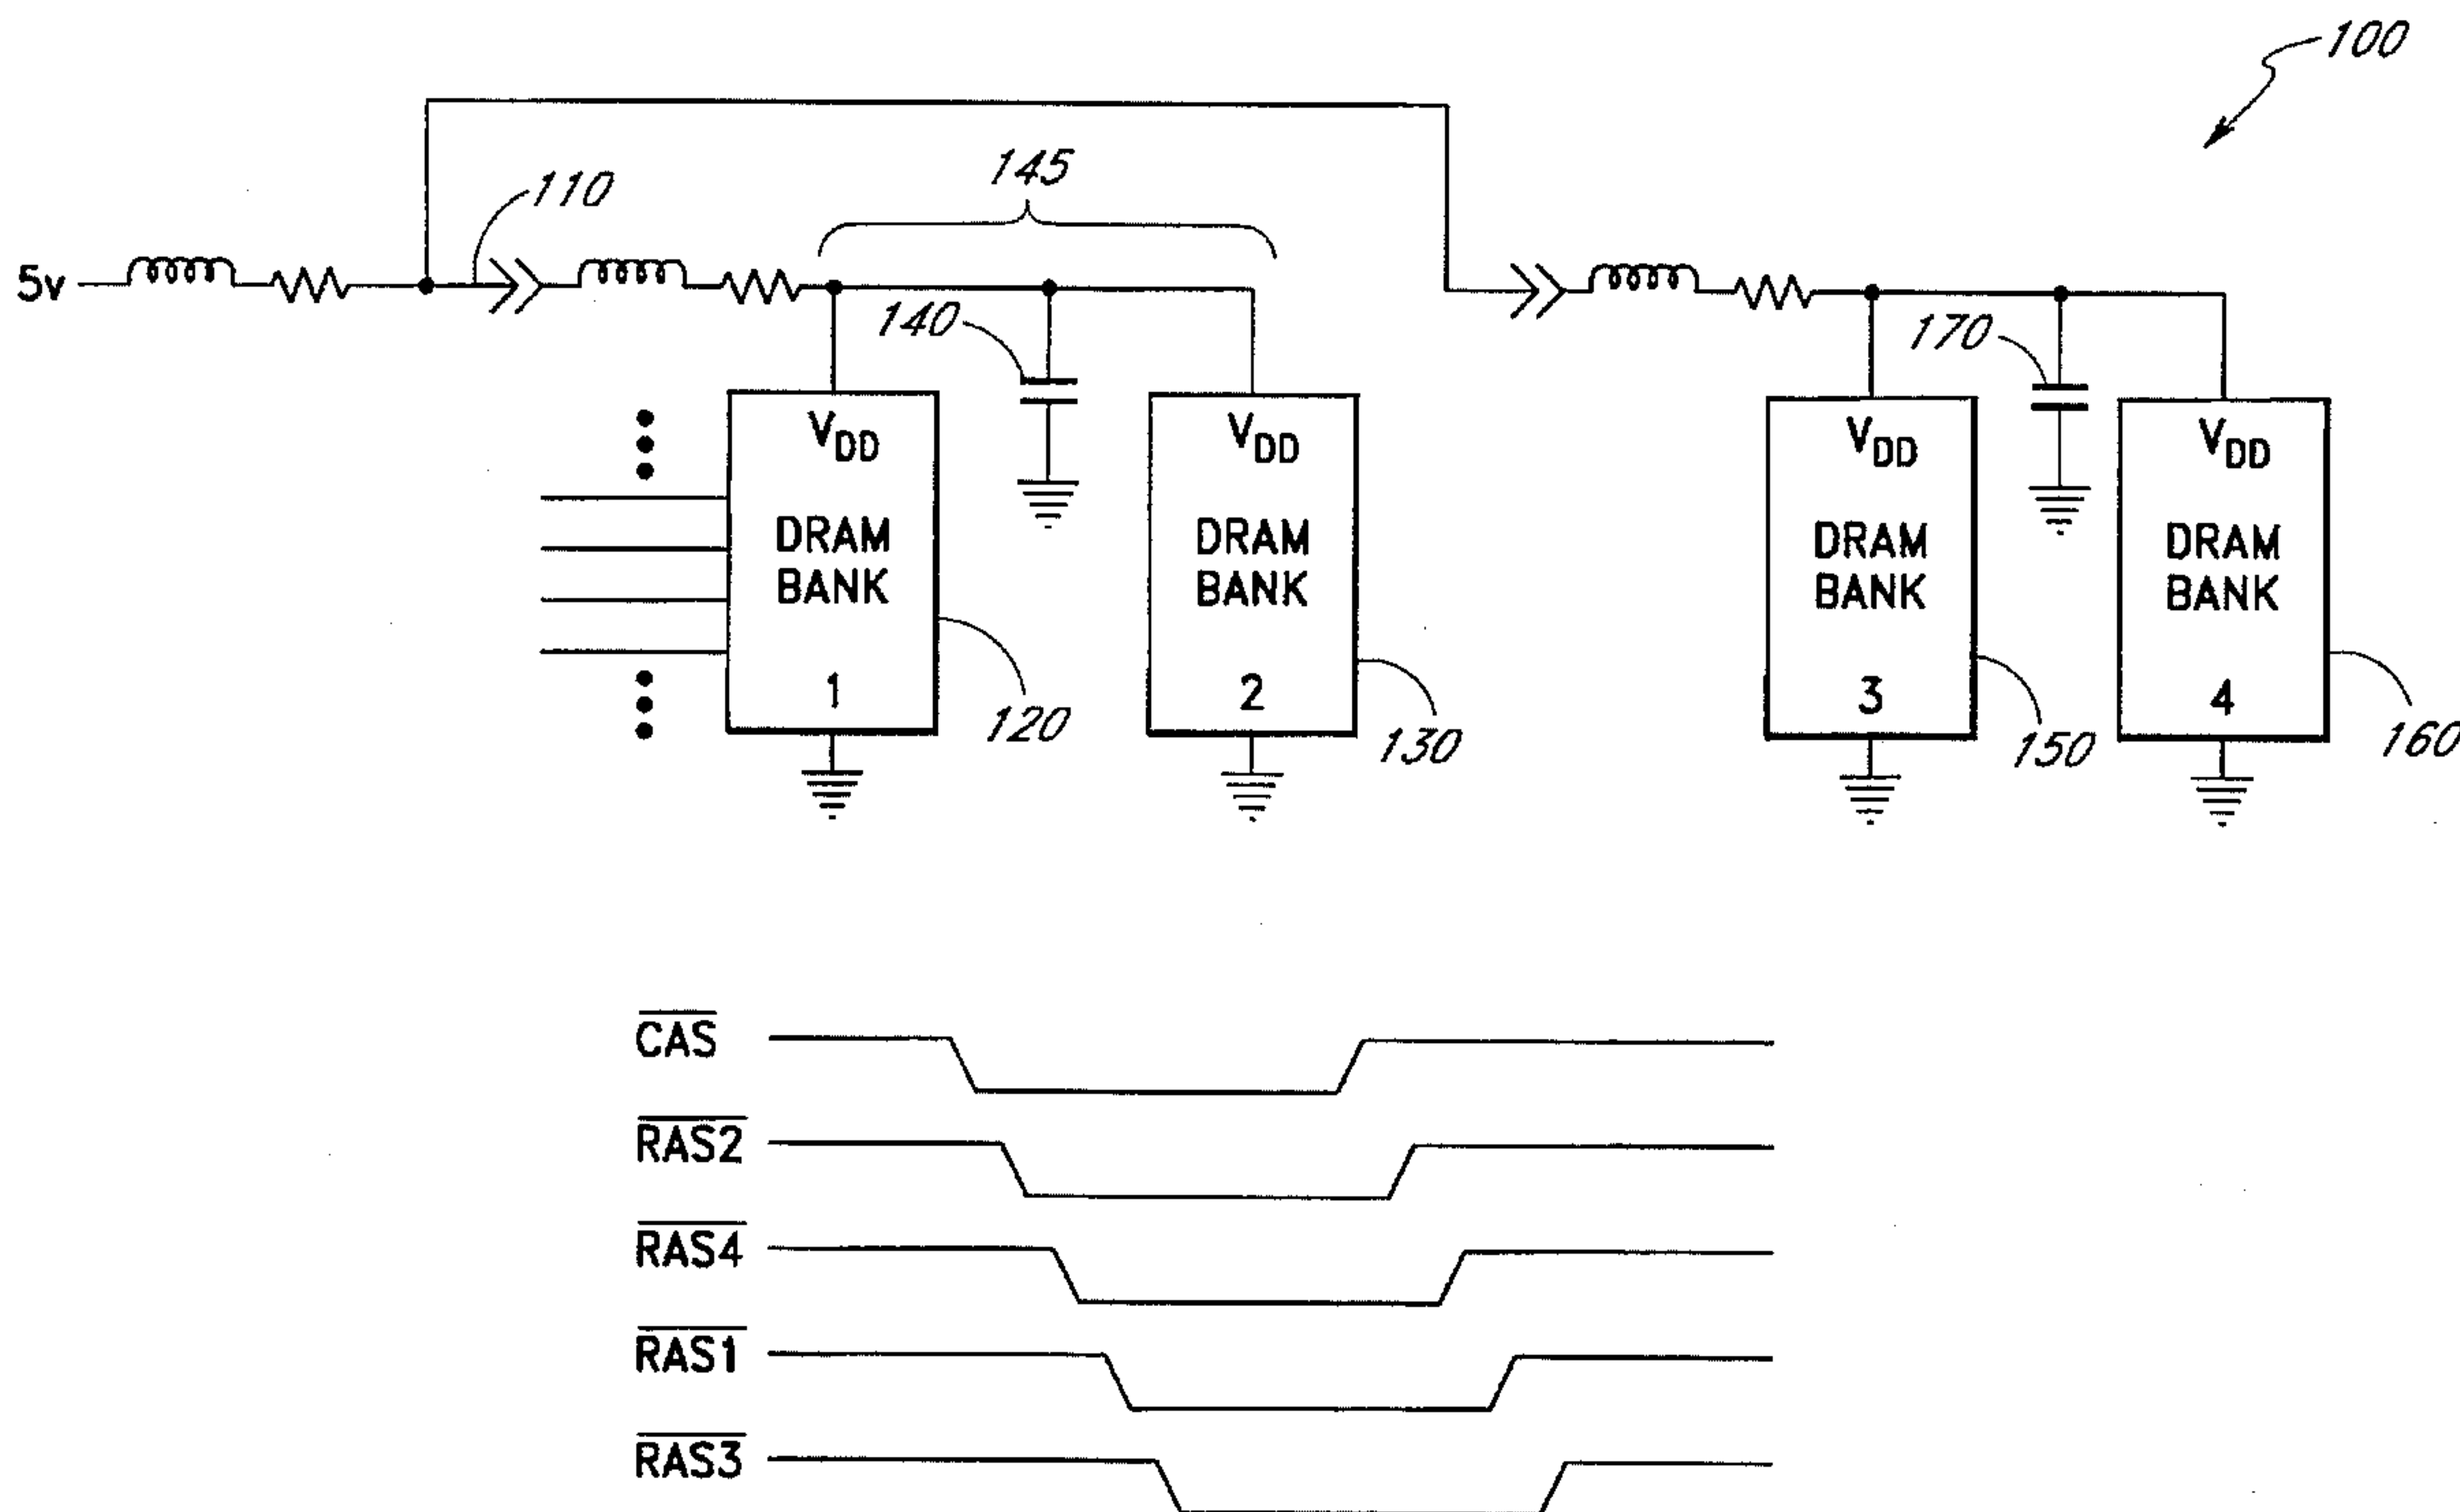 100
145
110
5v
140
170
VDD
DRAM
BANK
1
120
VDD
DRAM
BANK
2
130
VDD
DRAM
BANK
3
150
VDD
DRAM
BANK
4
160
CAS
RAS2
RAS4
RAS1
RAS3